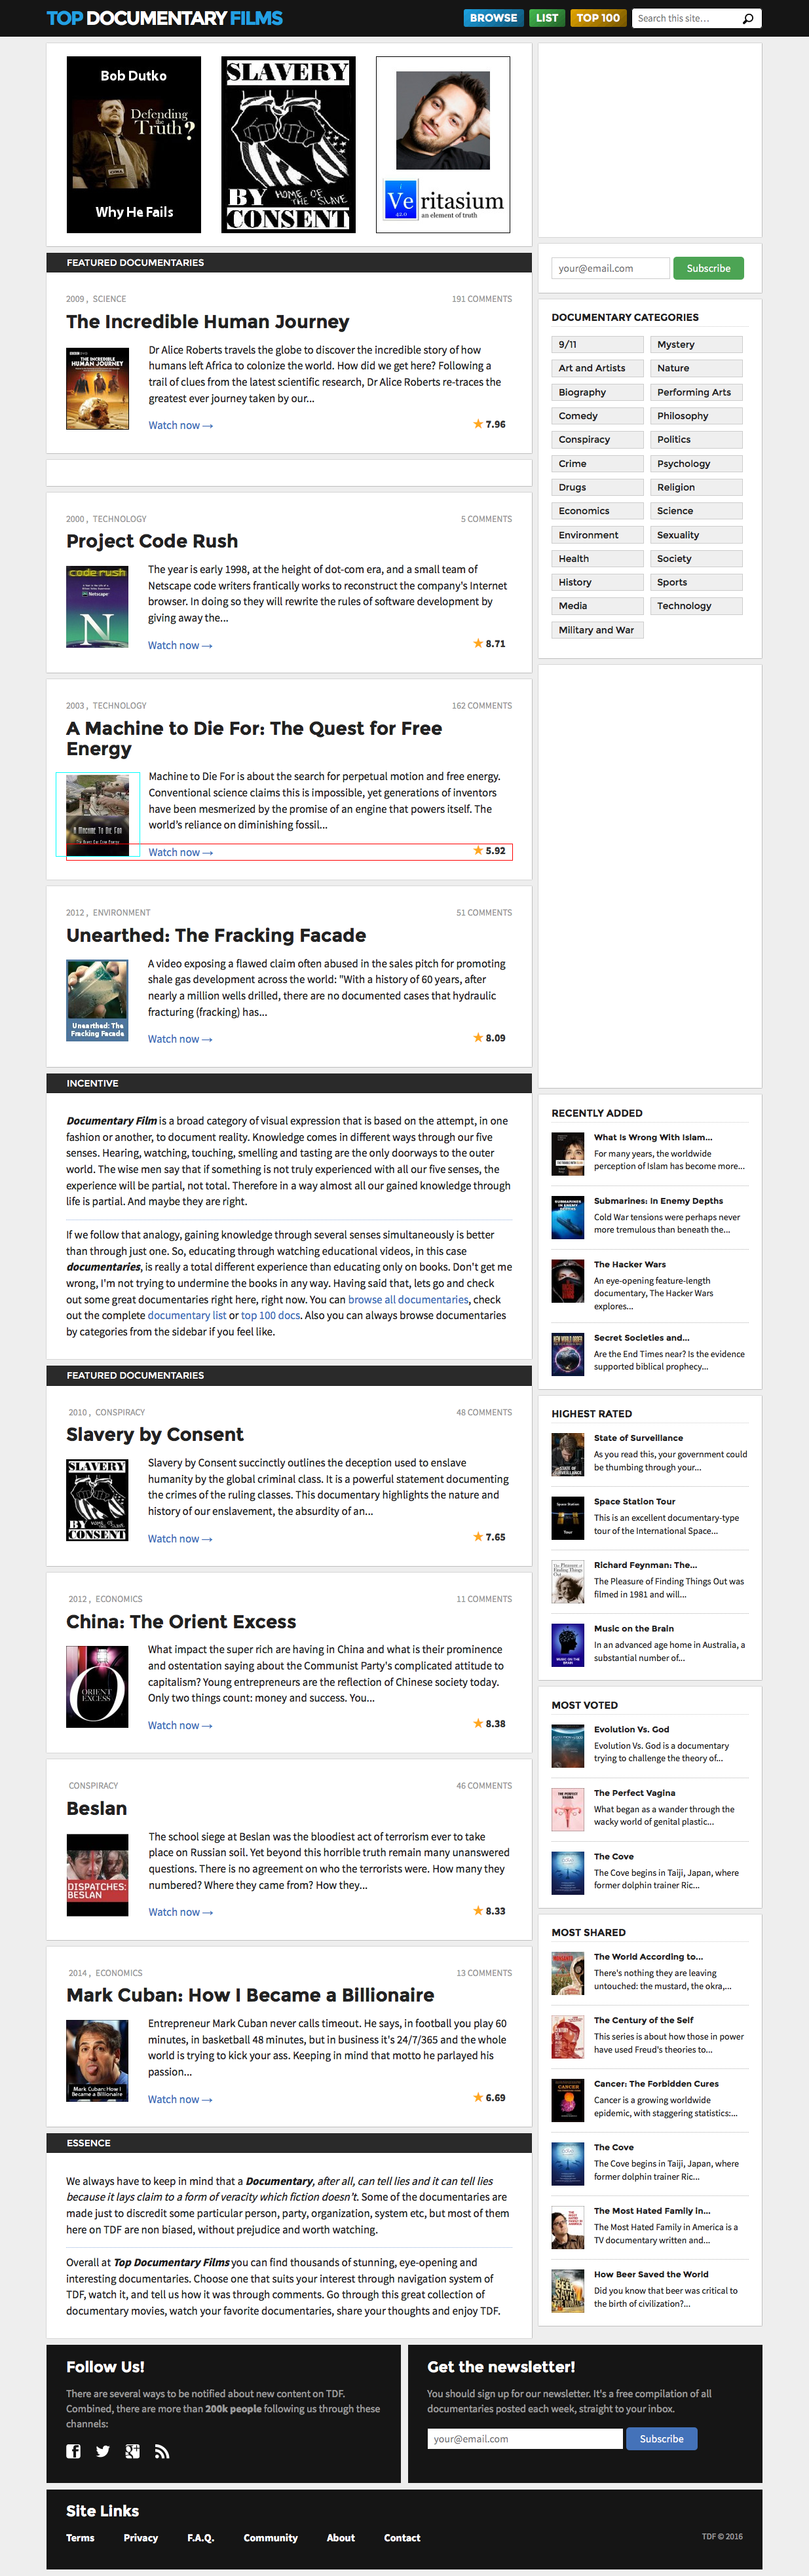 TOP DOCUMENTARY FILMS
BROWSE
LIST
TOP 100
Search this site...
Bob Dutko
Defending
the
Truth?
Why He Fails
SLAVERY
HOME OF THE SLAVE
BY
CONSENT
Ve
42.0
ritasium
an element of truth
your@email.com
Subscribe
FEATURED DOCUMENTARIES
2009 , SCIENCE
191 COMMENTS
The Incredible Human Journey
THE INCREDIBLE
HUMAN JOURNEY
Dr Alice Roberts travels the globe to discover the incredible story of how
humans left Africa to colonize the world. How did we get here? Following a
trail of clues from the latest scientific research, Dr Alice Roberts re-traces the
greatest ever journey taken by our...
Watch now →
7.96
DOCUMENTARY CATEGORIES
9/11
Mystery
Art and Artists
Nature
Biography
Performing Arts
Comedy
Philosophy
Conspiracy
Politics
Crime
Psychology
Drugs
Religion
Economics
Science
Environment
Sexuality
Health
Society
History
Sports
Media
Technology
Military and War
2000 , TECHNOLOGY
5 COMMENTS
Project Code Rush
code rush
Netscape
N
The year is early 1998, at the height of dot-com era, and a small team of
Netscape code writers frantically works to reconstruct the company's Internet
browser. In doing so they will rewrite the rules of software development by
giving away the...
Watch now →
8.71
2003 , TECHNOLOGY
162 COMMENTS
A Machine to Die For: The Quest for Free
Energy
A Machine To Die For
Machine to Die For is about the search for perpetual motion and free energy.
Conventional science claims this is impossible, yet generations of inventors
have been mesmerized by the promise of an engine that powers itself. The
world's reliance on diminishing fossil...
Watch now →
5.92
2012 , ENVIRONMENT
51 COMMENTS
Unearthed: The Fracking Facade
Unearthed: The
Fracking Facade
A video exposing a flawed claim often abused in the sales pitch for promoting
shale gas development across the world: "With a history of 60 years, after
nearly a million wells drilled, there are no documented cases that hydraulic
fracturing (fracking) has...
Watch now →
8.09
INCENTIVE
Documentary Film is a broad category of visual expression that is based on the attempt, in one
fashion or another, to document reality. Knowledge comes in different ways through our five
senses. Hearing, watching, touching, smelling and tasting are the only doorways to the outer
world. The wise men say that if something is not truly experienced with all our five senses, the
experience will be partial, not total. Therefore in a way almost all our gained knowledge through
life is partial. And maybe they are right.
If we follow that analogy, gaining knowledge through several senses simultaneously is better
than through just one. So, educating through watching educational videos, in this case
documentaries, is really a total different experience than educating only on books. Don't get me
wrong, I'm not trying to undermine the books in any way. Having said that, lets go and check
out some great documentaries right here, right now. You can browse all documentaries, check
out the complete documentary list or top 100 docs. Also you can always browse documentaries
by categories from the sidebar if you feel like.
RECENTLY ADDED
What Is Wrong With Islam...
For many years, the worldwide
perception of Islam has become more...
Submarines: In Enemy Depths
Cold War tensions were perhaps never
more tremulous than beneath the...
The Hacker Wars
An eye-opening feature-length
documentary, The Hacker Wars
explores...
Secret Societies and...
Are the End Times near? Is the evidence
supported biblical prophecy...
FEATURED DOCUMENTARIES
2010 , CONSPIRACY
48 COMMENTS
Slavery by Consent
SLAVERY
BY
CONSENT
Slavery by Consent succinctly outlines the deception used to enslave
humanity by the global criminal class. It is a powerful statement documenting
the crimes of the ruling classes. This documentary highlights the nature and
history of our enslavement, the absurdity of an...
Watch now →
7.65
HIGHEST RATED
State of Surveillance
As you read this, your government could
be thumbing through your...
Space Station Tour
This is an excellent documentary-type
tour of the International Space...
Richard Feynman: The...
The Pleasure of Finding Things Out was
filmed in 1981 and will...
Music on the Brain
In an advanced age home in Australia, a
substantial number of...
2012 , ECONOMICS
11 COMMENTS
China: The Orient Excess
ORIENT
EXCESS
What impact the super rich are having in China and what is their prominence
and ostentation saying about the Communist Party's complicated attitude to
capitalism? Young entrepreneurs are the reflection of Chinese society today.
Only two things count: money and success. You...
Watch now →
8.38
MOST VOTED
Evolution Vs. God
Evolution Vs. God is a documentary
trying to challenge the theory of...
The Perfect Vagina
What began as a wander through the
wacky world of genital plastic...
The Cove
The Cove begins in Taiji, Japan, where
former dolphin trainer Ric...
CONSPIRACY
46 COMMENTS
Beslan
DISPATCHES:
BESLAN
The school siege at Beslan was the bloodiest act of terrorism ever to take
place on Russian soil. Yet beyond this horrible truth remain many unanswered
questions. There is no agreement on who the terrorists were. How many they
numbered? Where they came from? How they...
Watch now →
8.33
2014 , ECONOMICS
13 COMMENTS
Mark Cuban: How I Became a Billionaire
Mark Cuban: How I
Became a Billionaire
Entrepreneur Mark Cuban never calls timeout. He says, in football you play 60
minutes, in basketball 48 minutes, but in business it's 24/7/365 and the whole
world is trying to kick your ass. Keeping in mind that motto he parlayed his
passion...
Watch now →
6.69
MOST SHARED
The World According to...
There's nothing they are leaving
untouched: the mustard, the okra,...
The Century of the Self
This series is about how those in power
have used Freud's theories to...
Cancer: The Forbidden Cures
Cancer is a growing worldwide
epidemic, with staggering statistics:...
The Cove
The Cove begins in Taiji, Japan, where
former dolphin trainer Ric...
The Most Hated Family in...
The Most Hated Family in America is a
TV documentary written and...
How Beer Saved the World
Did you know that beer was critical to
the birth of civilization?...
ESSENCE
We always have to keep in mind that a Documentary, after all, can tell lies and it can tell lies
because it lays claim to a form of veracity which fiction doesn't. Some of the documentaries are
made just to discredit some particular person, party, organization, system etc, but most of them
here on TDF are non biased, without prejudice and worth watching.
Overall at Top Documentary Films you can find thousands of stunning, eye-opening and
interesting documentaries. Choose one that suits your interest through navigation system of
TDF, watch it, and tell us how it was through comments. Go through this great collection of
documentary movies, watch your favorite documentaries, share your thoughts and enjoy TDF.
Follow Us!
There are several ways to be notified about new content on TDF.
Combined, there are more than 200k people following us through these
channels:
Get the newsletter!
You should sign up for our newsletter. It's a free compilation of all
documentaries posted each week, straight to your inbox.
your@email.com
Subscribe
Site Links
Terms
Privacy
F.A.Q.
Community
About
Contact
TDF © 2016